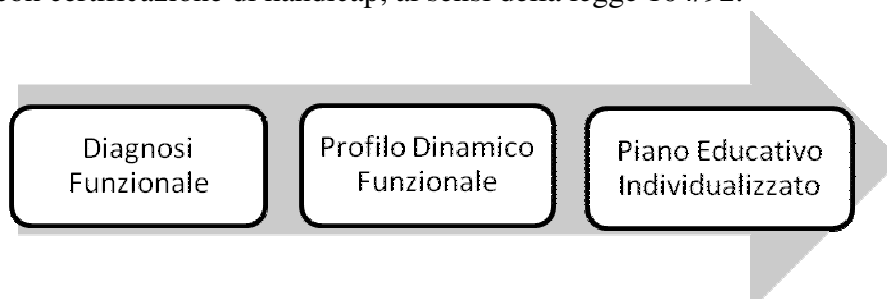 con certificazione di handicap, ai sensi della legge 104/92.
Diagnosi
Funzionale
Profilo Dinamico
Funzionale
Piano Educativo
Individualizzato